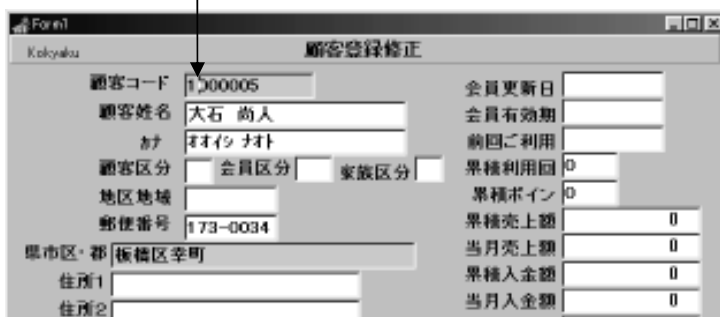 Form1
Kokyaku 顧客登録修正
顧客コード 1000005
顧客姓名 大石 尚人
カナ オオイシ ナオト
顧客区分 会員区分 家族区分
地区地域
郵便番号 173-0034
県市区・郡 板橋区幸町
住所1
住所2
会員更新日
会員有効期
前回ご利用
累積利用回 0
累積ポイン 0
累積売上額 0
当月売上額 0
累積入金額 0
当月入金額 0